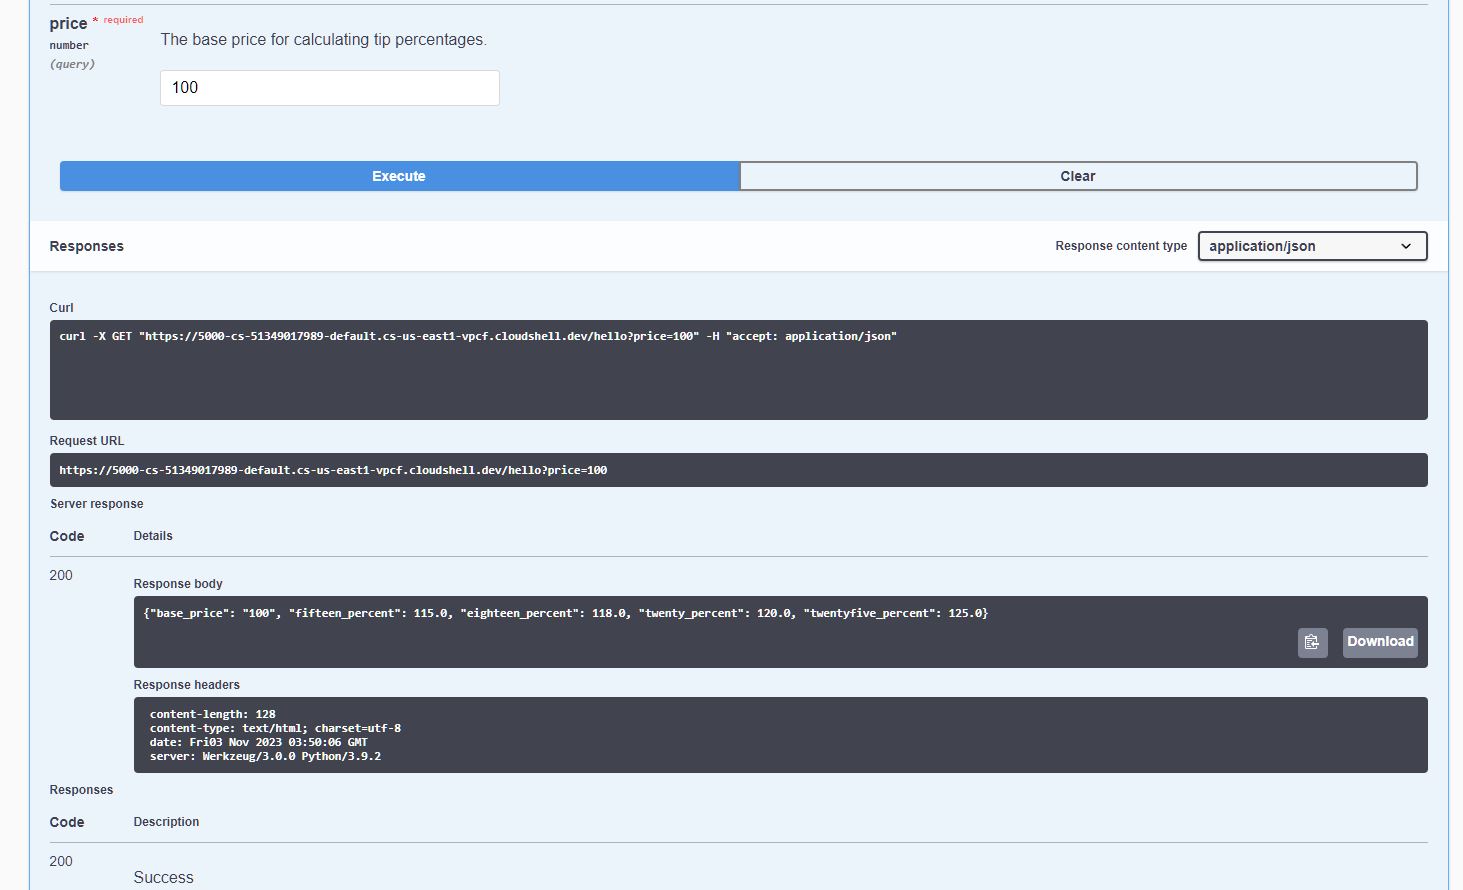 price * required
number
(query)
The base price for calculating tip percentages.
100
Execute
Clear
Responses
Response content type
application/json
Curl
curl -X GET "https://5000-cs-51349017989-default.cs-us-east1-vpcf.cloudshell.dev/hello?price=100" -H "accept: application/json"
Request URL
https://5000-cs-51349017989-default.cs-us-east1-vpcf.cloudshell.dev/hello?price=100
Server response
Code Details
200
Response body
{"base_price": "100", "fifteen_percent": 115.0, "eighteen_percent": 118.0, "twenty_percent": 120.0, "twentyfive_percent": 125.0}
Download
Response headers
content-length: 128
content-type: text/html; charset=utf-8
date: Fri03 Nov 2023 03:50:06 GMT
server: Werkzeug/3.0.0 Python/3.9.2
Responses
Code Description
200
Success